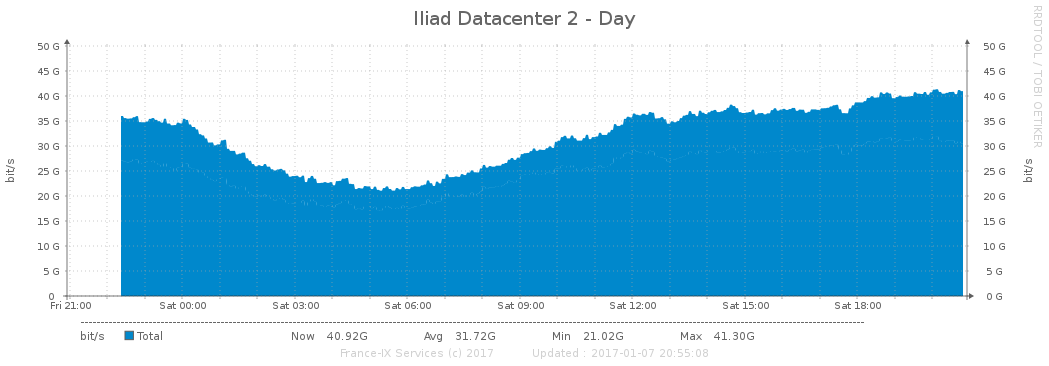 Iliad Datacenter 2 - Day
RRDTOOL / TOBI OETIKER
bit/s
50 G
45 G
40 G
35 G
30 G
25 G
20 G
15 G
10 G
5 G
0
50 G
45 G
40 G
35 G
30 G
25 G
20 G
15 G
10 G
5 G
0 G
bit/s
Fri 21:00 Sat 00:00 Sat 03:00 Sat 06:00 Sat 09:00 Sat 12:00 Sat 15:00 Sat 18:00
bit/s Total Now 40.92G Avg 31.72G Min 21.02G Max 41.30G
France-IX Services (c) 2017 Updated : 2017-01-07 20:55:08